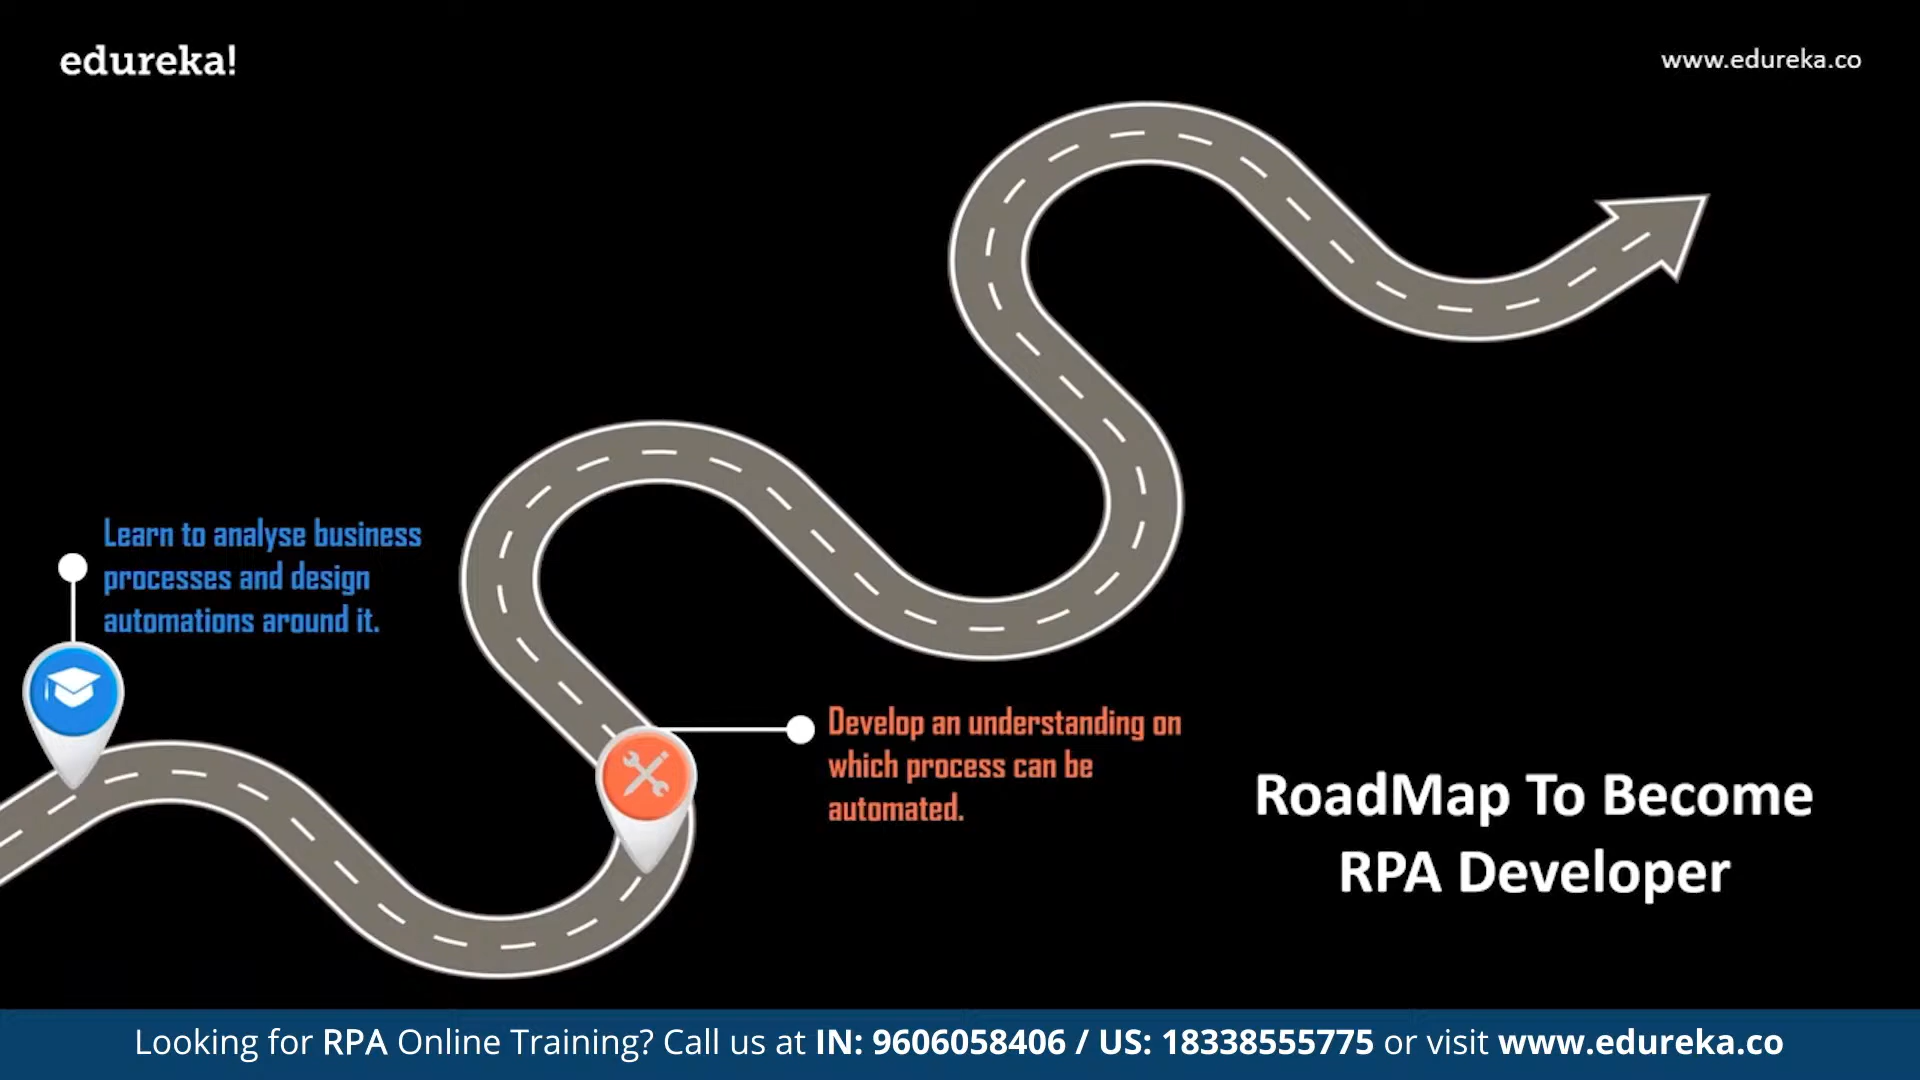 edureka!
www.edureka.co
Learn to analyse business
processes and design
automations around it.
Develop an understanding on
which process can be
automated.
RoadMap To Become
RPA Developer
Looking for RPA Online Training? Call us at IN: 9606058406 / US: 18338555775 or visit www.edureka.co